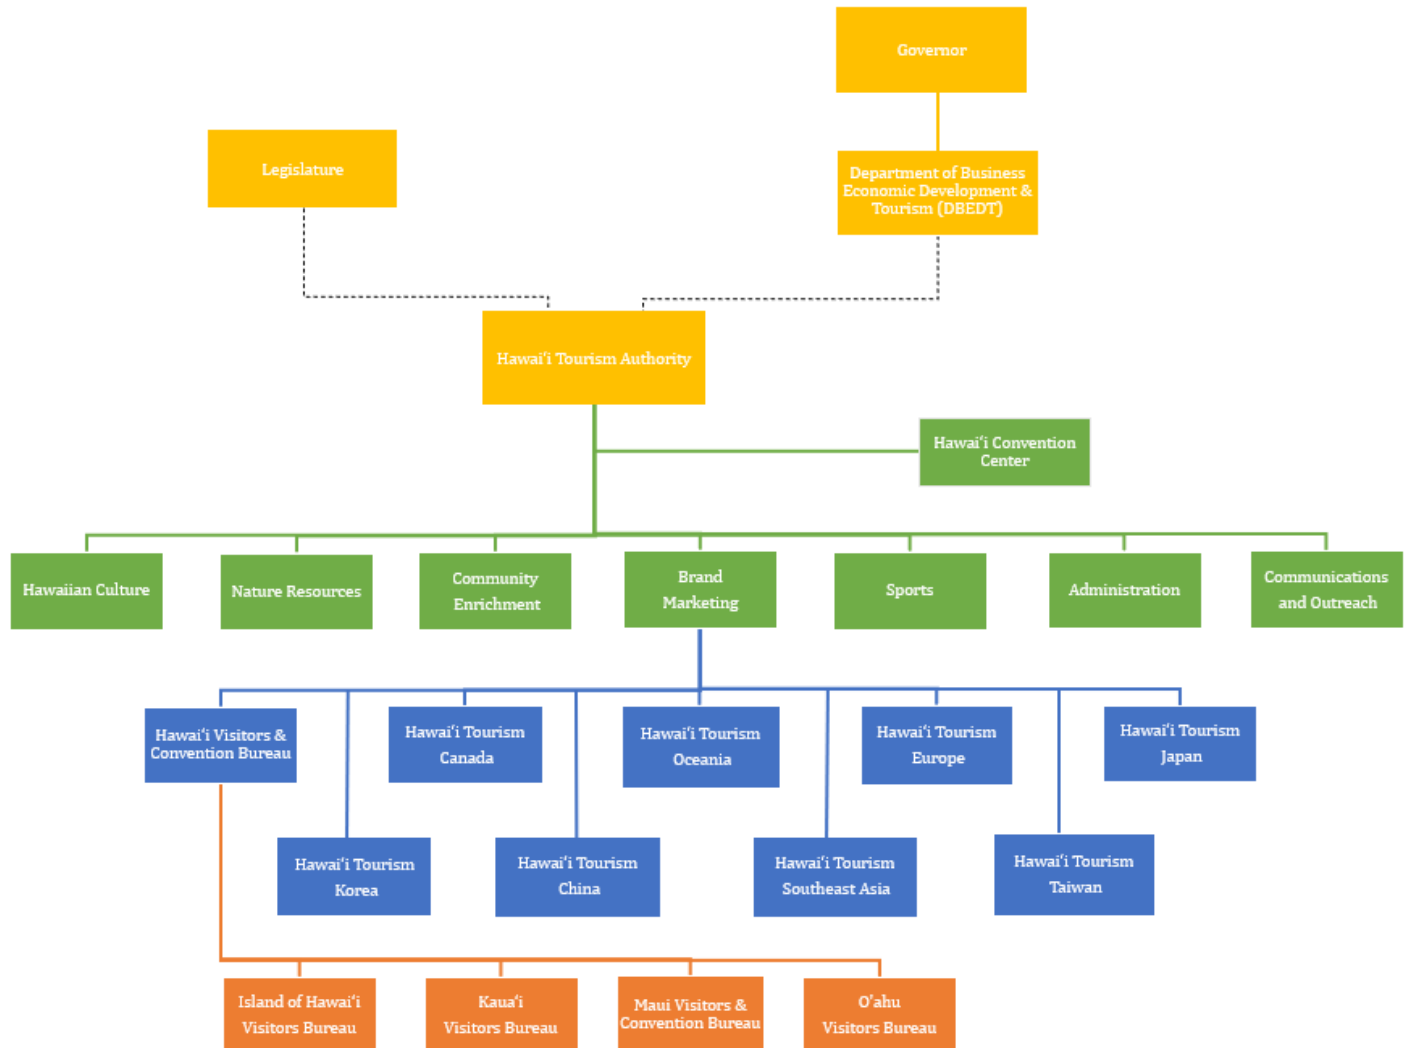 Governor
Legislature
Department of Business
Economic Development &
Tourism (DBEDT)
Hawai‘i Tourism Authority
Hawai‘i Convention
Center
Hawaiian Culture
Nature Resources
Community
Enrichment
Brand
Marketing
Sports
Administration
Communications
and Outreach
Hawai‘i Visitors &
Convention Bureau
Hawai‘i Tourism
Canada
Hawai‘i Tourism
Oceania
Hawai‘i Tourism
Europe
Hawai‘i Tourism
Japan
Hawai‘i Tourism
Korea
Hawai‘i Tourism
China
Hawai‘i Tourism
Southeast Asia
Hawai‘i Tourism
Taiwan
Island of Hawai‘i
Visitors Bureau
Kaua‘i
Visitors Bureau
Maui Visitors &
Convention Bureau
O’ahu
Visitors Bureau